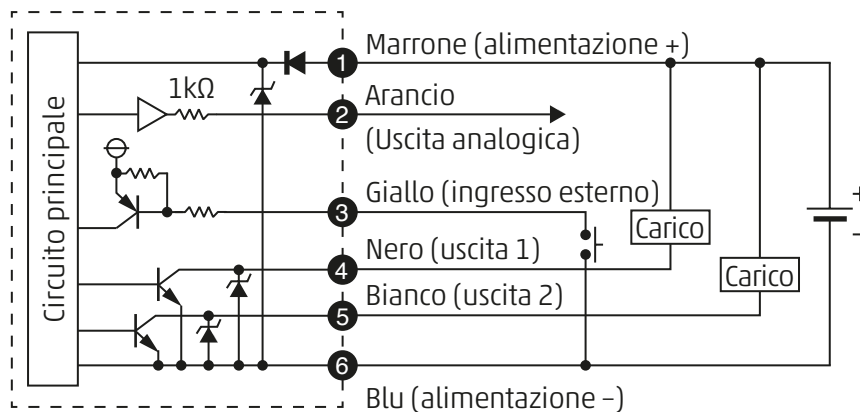 Circuito principale
1kΩ
1 Marrone (alimentazione +)
2 Arancio
(Uscita analogica)
3 Giallo (ingresso esterno)
4 Nero (uscita 1)
5 Bianco (uscita 2)
6
Blu (alimentazione –)
Carico
Carico
+
–